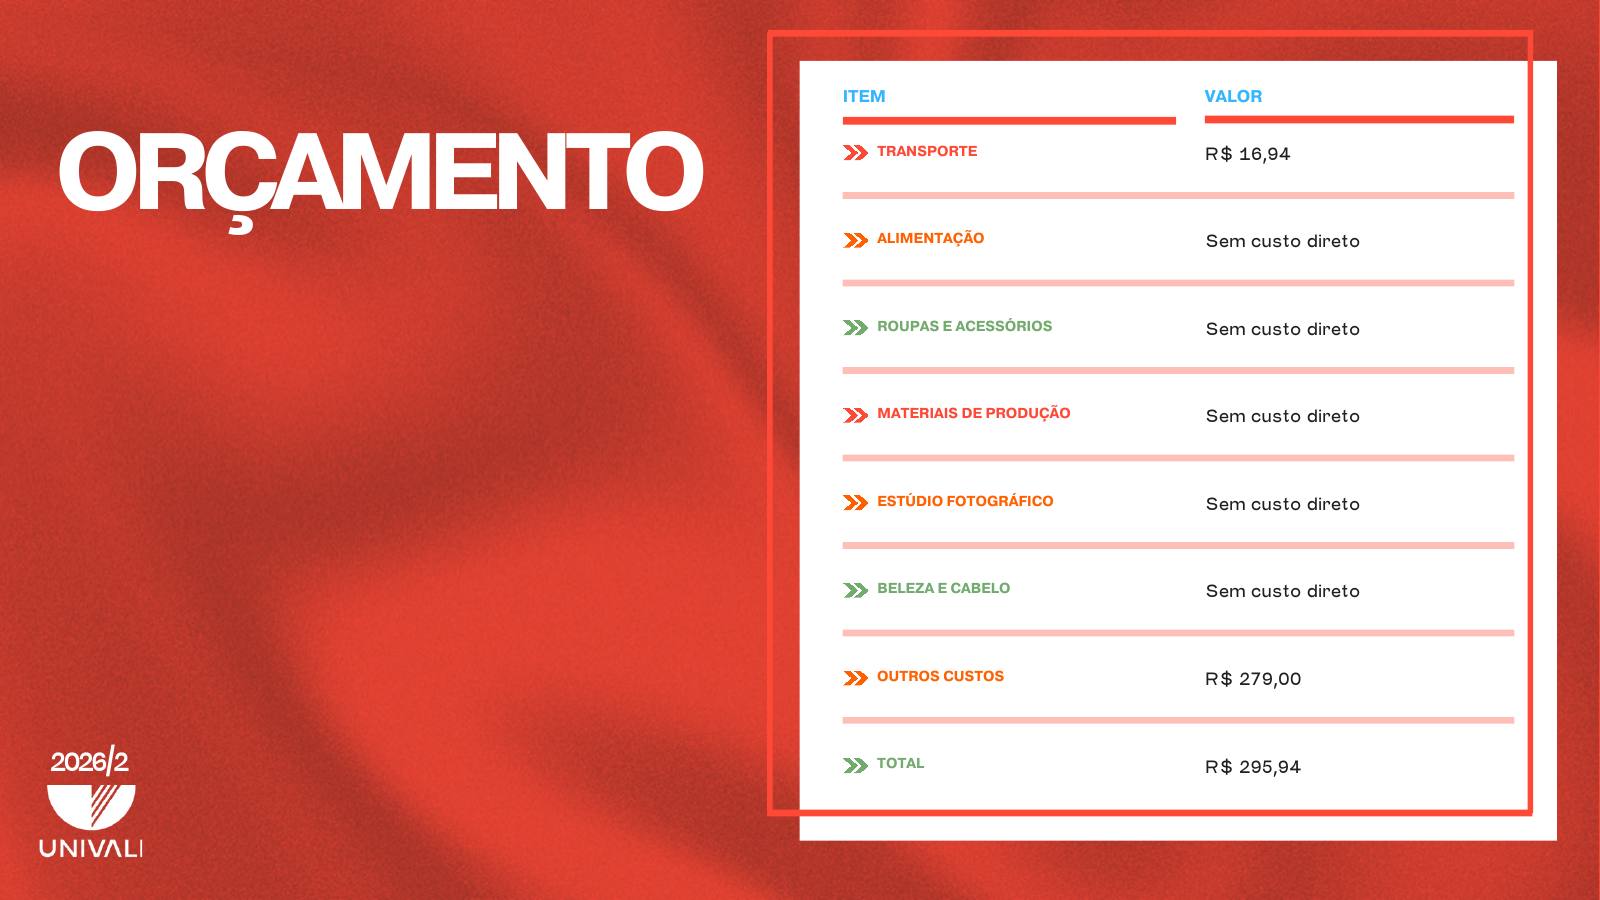 ORÇAMENTO
ITEM VALOR
TRANSPORTE R$ 16,94
ALIMENTAÇÃO Sem custo direto
ROUPAS E ACESSÓRIOS Sem custo direto
MATERIAIS DE PRODUÇÃO Sem custo direto
ESTÚDIO FOTOGRÁFICO Sem custo direto
BELEZA E CABELO Sem custo direto
OUTROS CUSTOS R$ 279,00
TOTAL R$ 295,94
2026/2
UNIVALI